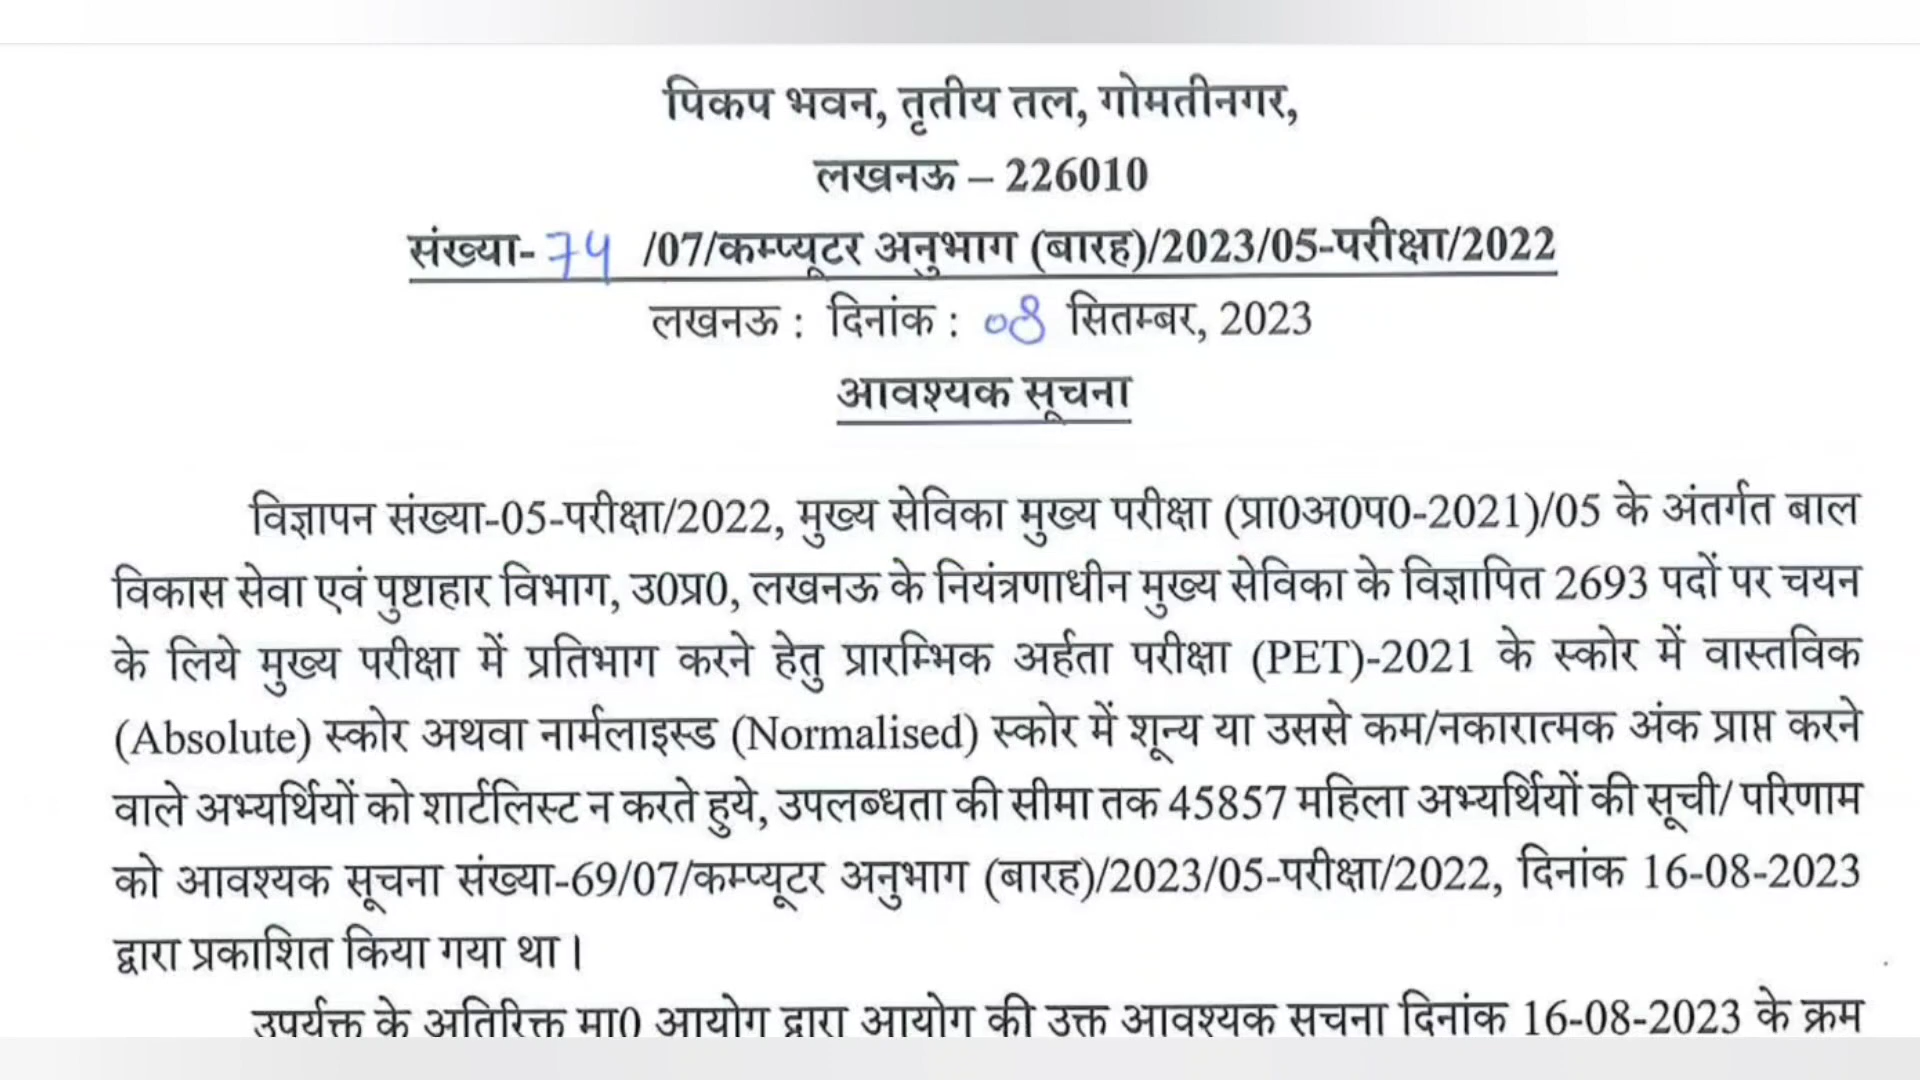 पिकप भवन, तृतीय तल, गोमतीनगर,
लखनऊ – 226010
संख्या- 74 /07/कम्प्यूटर अनुभाग (बारह)/2023/05-परीक्षा/2022
लखनऊ : दिनांक : 08 सितम्बर, 2023
आवश्यक सूचना
विज्ञापन संख्या-05-परीक्षा/2022, मुख्य सेविका मुख्य परीक्षा (प्रा0अ0प0-2021)/05 के अंतर्गत बाल
विकास सेवा एवं पुष्टाहार विभाग, उ0प्र0, लखनऊ के नियंत्रणाधीन मुख्य सेविका के विज्ञापित 2693 पदों पर चयन
के लिये मुख्य परीक्षा में प्रतिभाग करने हेतु प्रारम्भिक अर्हता परीक्षा (PET)-2021 के स्कोर में वास्तविक
(Absolute) स्कोर अथवा नार्मलाइस्ड (Normalised) स्कोर में शून्य या उससे कम/नकारात्मक अंक प्राप्त करने
वाले अभ्यर्थियों को शार्टलिस्ट न करते हुये, उपलब्धता की सीमा तक 45857 महिला अभ्यर्थियों की सूची/ परिणाम
को आवश्यक सूचना संख्या-69/07/कम्प्यूटर अनुभाग (बारह)/2023/05-परीक्षा/2022, दिनांक 16-08-2023
द्वारा प्रकाशित किया गया था।
उपर्यक्त के अतिरिक्त मा0 आयोग द्वारा आयोग की उक्त आवश्यक सूचना दिनांक 16-08-2023 के क्रम